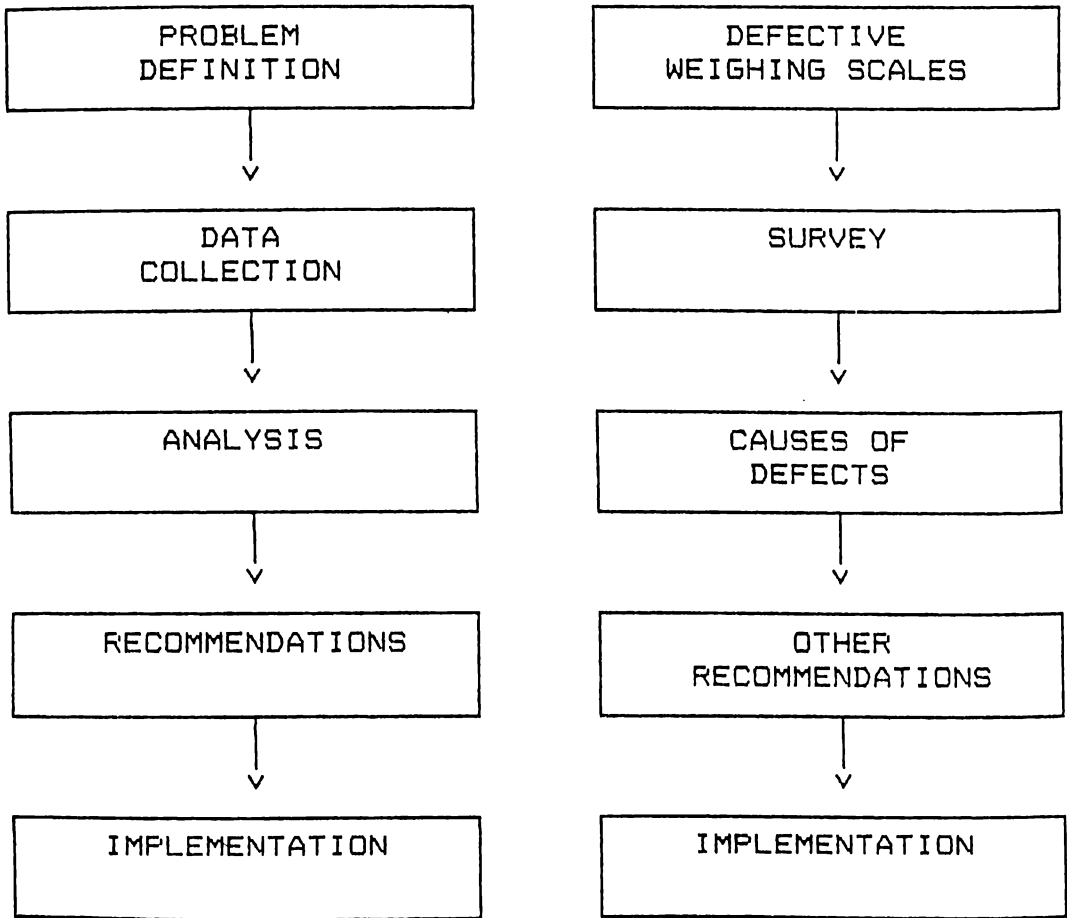 PROBLEM
DEFINITION
DATA
COLLECTION
ANALYSIS
RECOMMENDATIONS
IMPLEMENTATION
DEFECTIVE
WEIGHING SCALES
SURVEY
CAUSES OF
DEFECTS
OTHER
RECOMMENDATIONS
IMPLEMENTATION